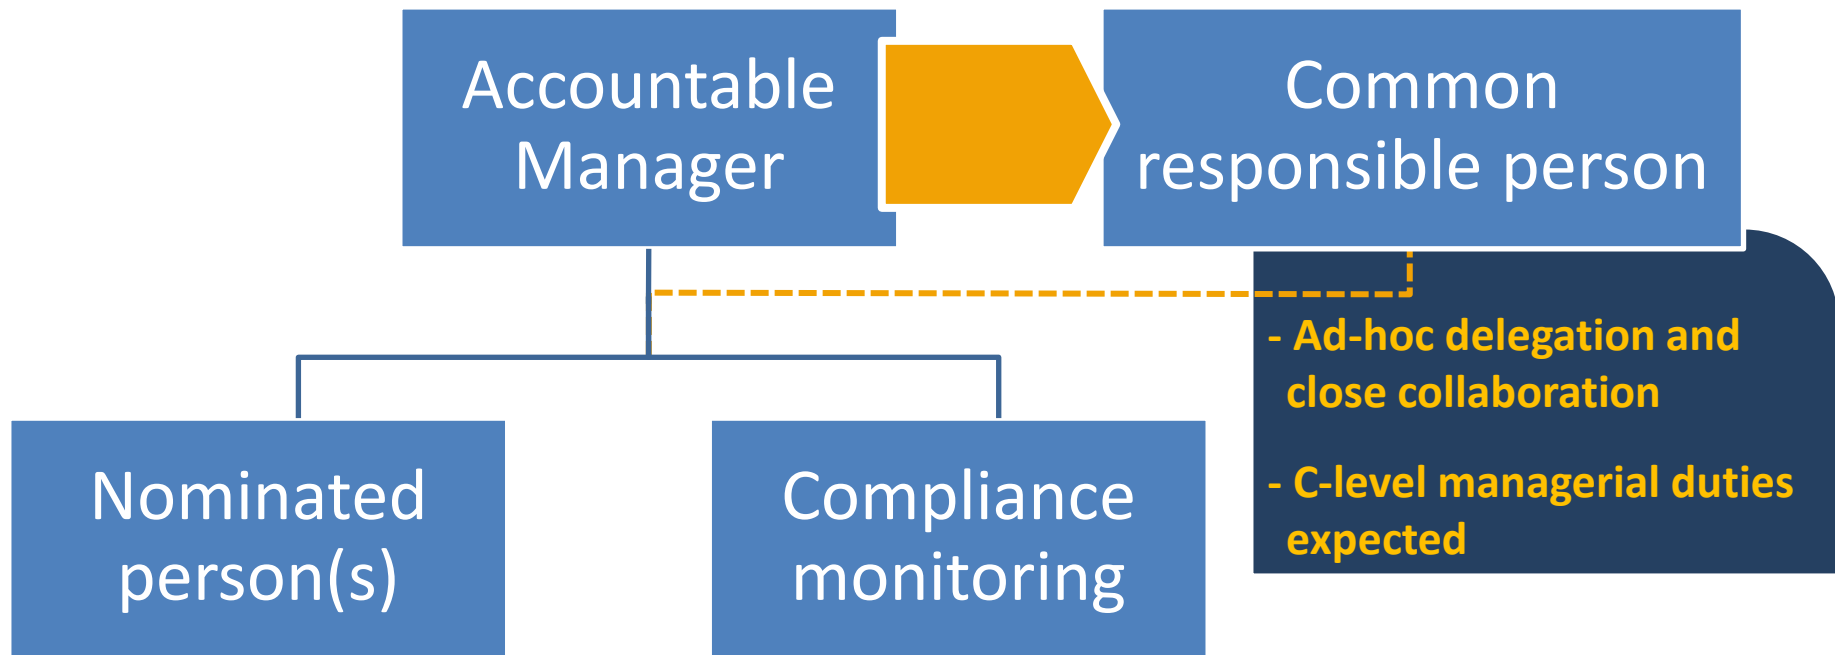 Accountable
Manager
Common
responsible person
- Ad-hoc delegation and
close collaboration
- C-level managerial duties
expected
Nominated
person(s)
Compliance
monitoring